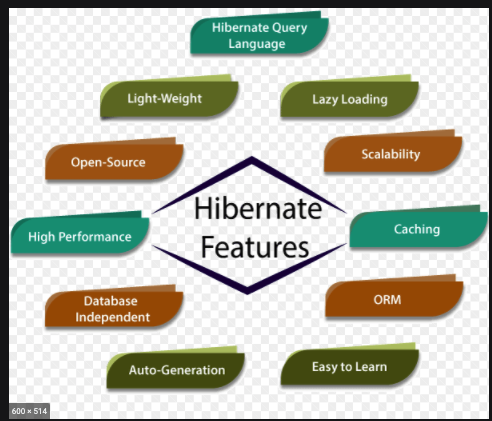 Hibernate Query
Language
Light-Weight
Lazy Loading
Open-Source
Scalability
Hibernate
Features
High Performance
Caching
Database
Independent
ORM
Auto-Generation
Easy to Learn
600 × 514